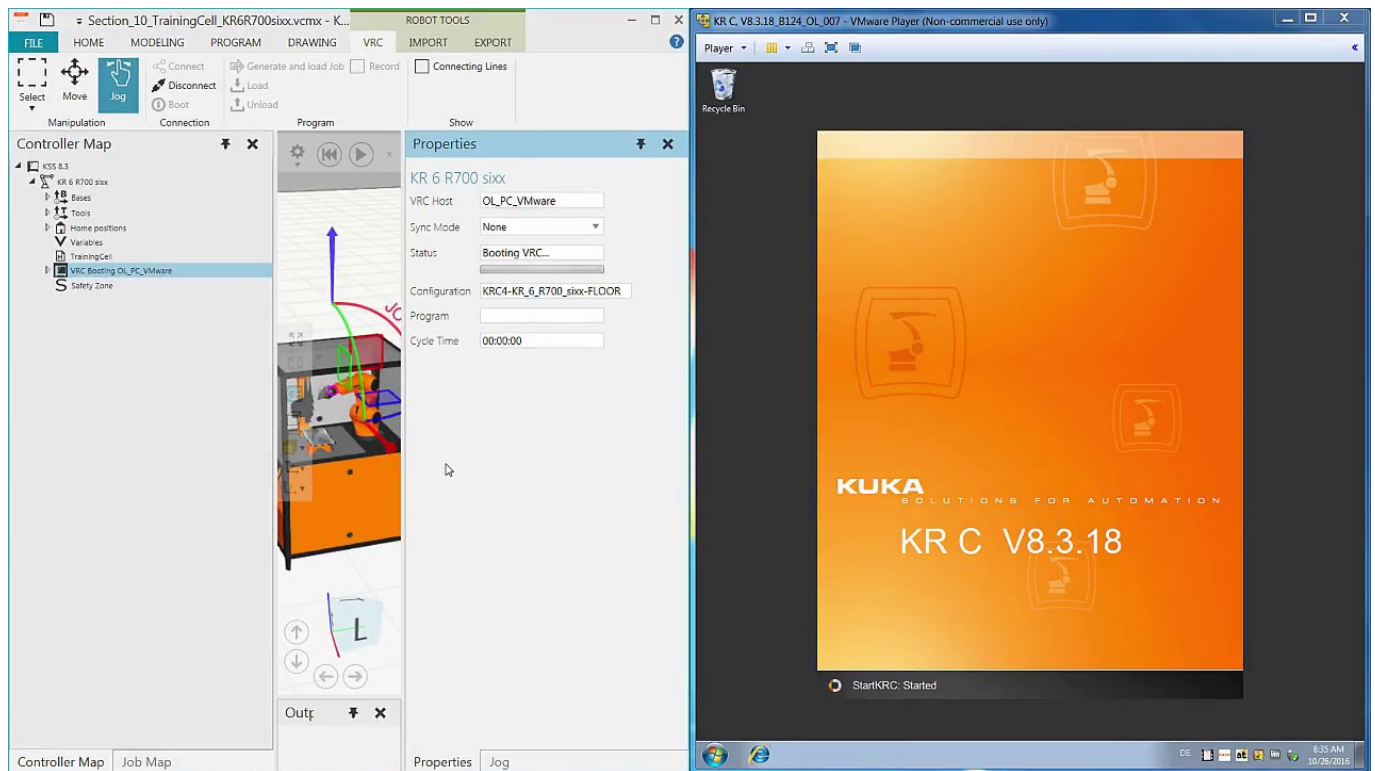 Section_10_TrainingCell_KR6R700sixx.vcmx - K...
ROBOT TOOLS
FILE HOME MODELING PROGRAM DRAWING VRC IMPORT EXPORT
Select
Move
Jog
Manipulation
Connect
Disconnect
Boot
Connection
Generate and load Job
Record
Load
Unload
Program
Connecting Lines
Show
Controller Map
KSS 8.3
KR 6 R700 sixx
Bases
Tools
Home positions
Variables
TrainingCell
VRC Booting OL_PC_VMware
Safety Zone
L
Outp
Properties
KR 6 R700 sixx
VRC Host OL_PC_VMware
Sync Mode None
Status Booting VRC...
Configuration KRC4-KR_6_R700_sixx-FLOOR
Program
Cycle Time 00:00:00
Controller Map Job Map
Properties Jog
KR C, V8.3.18_B124_OL_007 - VMware Player (Non-commercial use only)
Player
Recycle Bin
KUKA
SOLUTIONS FOR AUTOMATION
KR C V8.3.18
StartKRC: Started
DE
8:35 AM
10/26/2016